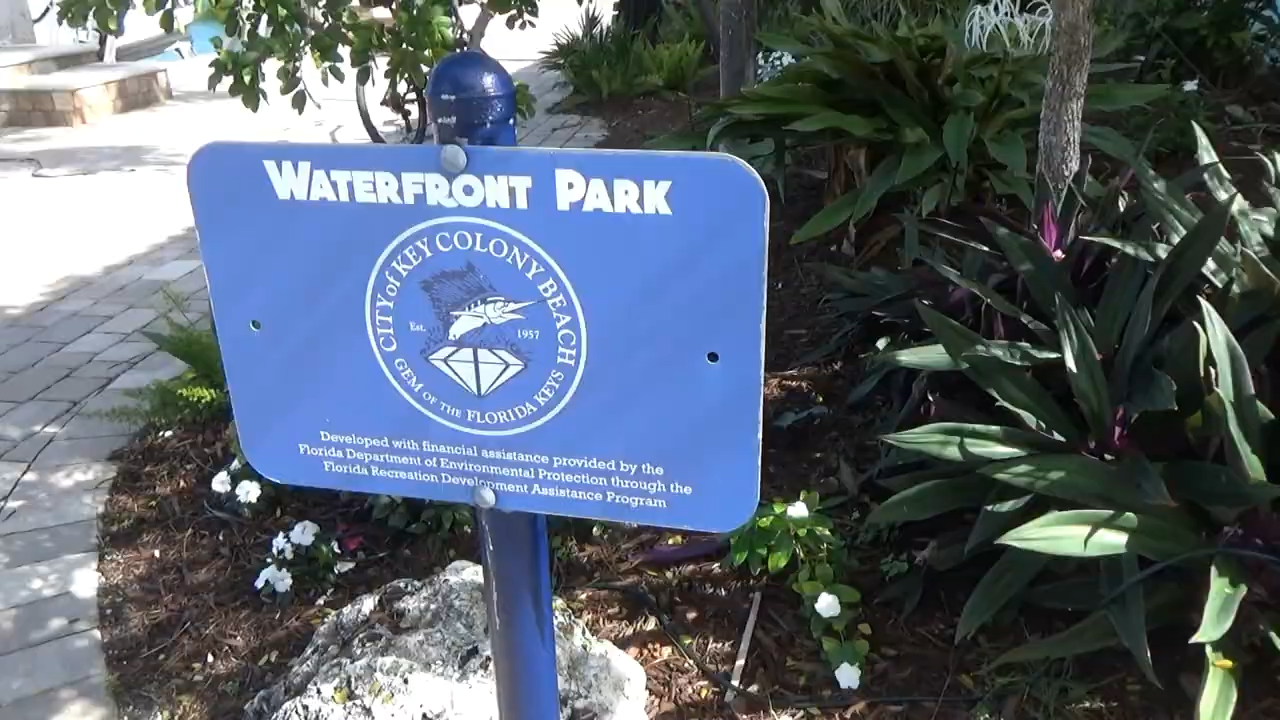 WATERFRONT PARK
CITY of KEY COLONY BEACH
Est. 1957
GEM OF THE FLORIDA KEYS
Developed with financial assistance provided by the
Florida Department of Environmental Protection through the
Florida Recreation Development Assistance Program